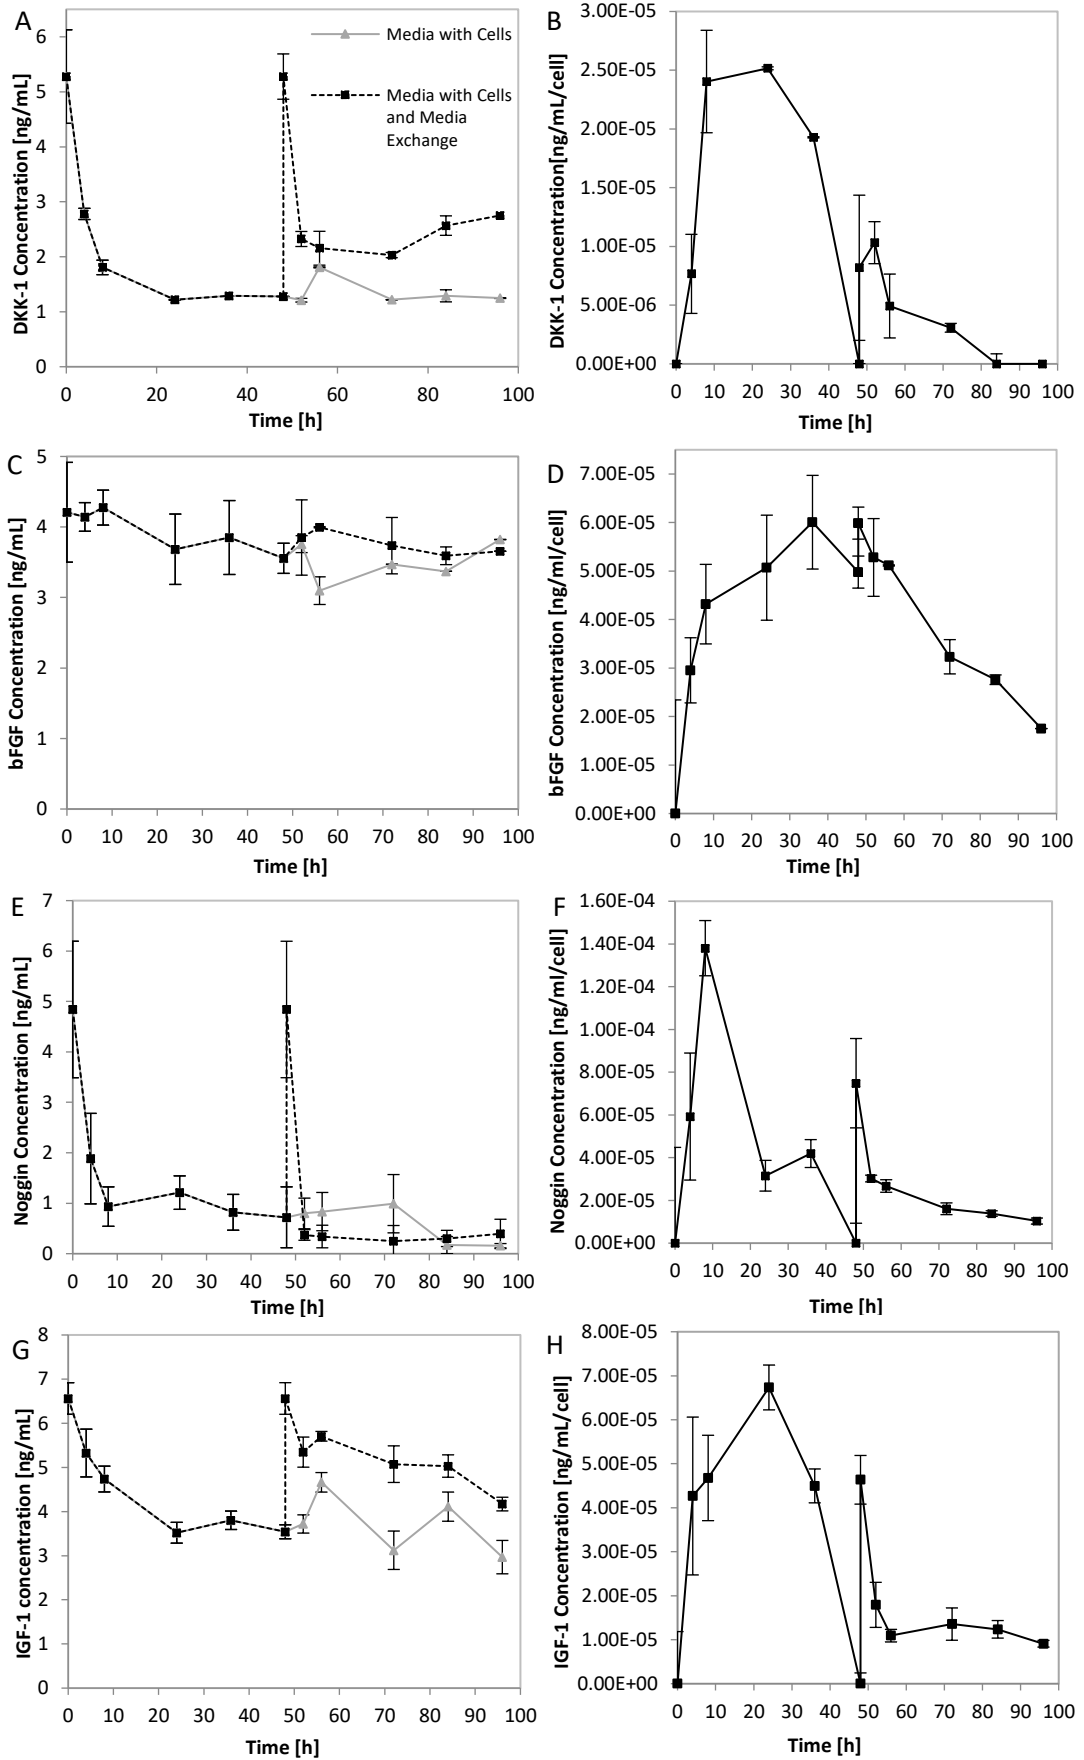 A
DKK-1 Concentration [ng/mL]
6
5
4
3
2
1
0
0 20 40 60 80 100
Time [h]
Media with Cells
Media with Cells
and Media
Exchange
B
DKK-1 Concentration[ng/mL/cell]
3.00E-05
2.50E-05
2.00E-05
1.50E-05
1.00E-05
5.00E-06
0.00E+00
0 10 20 30 40 50 60 70 80 90 100
Time [h]
C
bFGF Concentration [ng/mL]
5
4
3
2
1
0
0 10 20 30 40 50 60 70 80 90 100
Time [h]
D
bFGF Concentration [ng/ml/cell]
7.00E-05
6.00E-05
5.00E-05
4.00E-05
3.00E-05
2.00E-05
1.00E-05
0.00E+00
0 10 20 30 40 50 60 70 80 90 100
Time [h]
E
Noggin Concentration [ng/mL]
7
6
5
4
3
2
1
0
0 10 20 30 40 50 60 70 80 90 100
Time [h]
F
Noggin Concentration [ng/ml/cell]
1.60E-04
1.40E-04
1.20E-04
1.00E-04
8.00E-05
6.00E-05
4.00E-05
2.00E-05
0.00E+00
0 10 20 30 40 50 60 70 80 90 100
Time [h]
G
IGF-1 concentration [ng/mL]
8
7
6
5
4
3
2
1
0
0 10 20 30 40 50 60 70 80 90 100
Time [h]
H
IGF-1 Concentration [ng/mL/cell]
8.00E-05
7.00E-05
6.00E-05
5.00E-05
4.00E-05
3.00E-05
2.00E-05
1.00E-05
0.00E+00
0 10 20 30 40 50 60 70 80 90 100
Time [h]